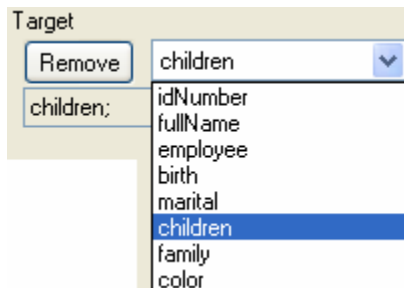 Target
Remove children
children;
idNumber
fullName
employee
birth
marital
children
family
color